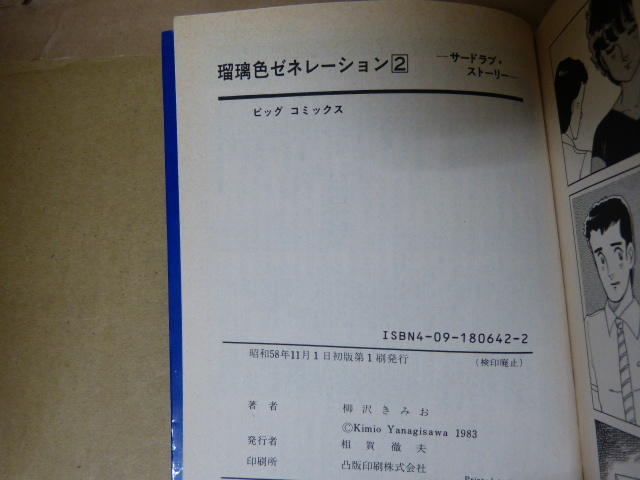 瑠璃色ゼネレーション2
―サードラブ・
ストーリー―
ビッグ コミックス
ISBN4-09-180642-2
昭和58年11月1日初版第1刷発行
(検印廃止)
著者 柳沢きみお
©Kimio Yanagisawa 1983
発行者 相賀徹夫
印刷所 凸版印刷株式会社